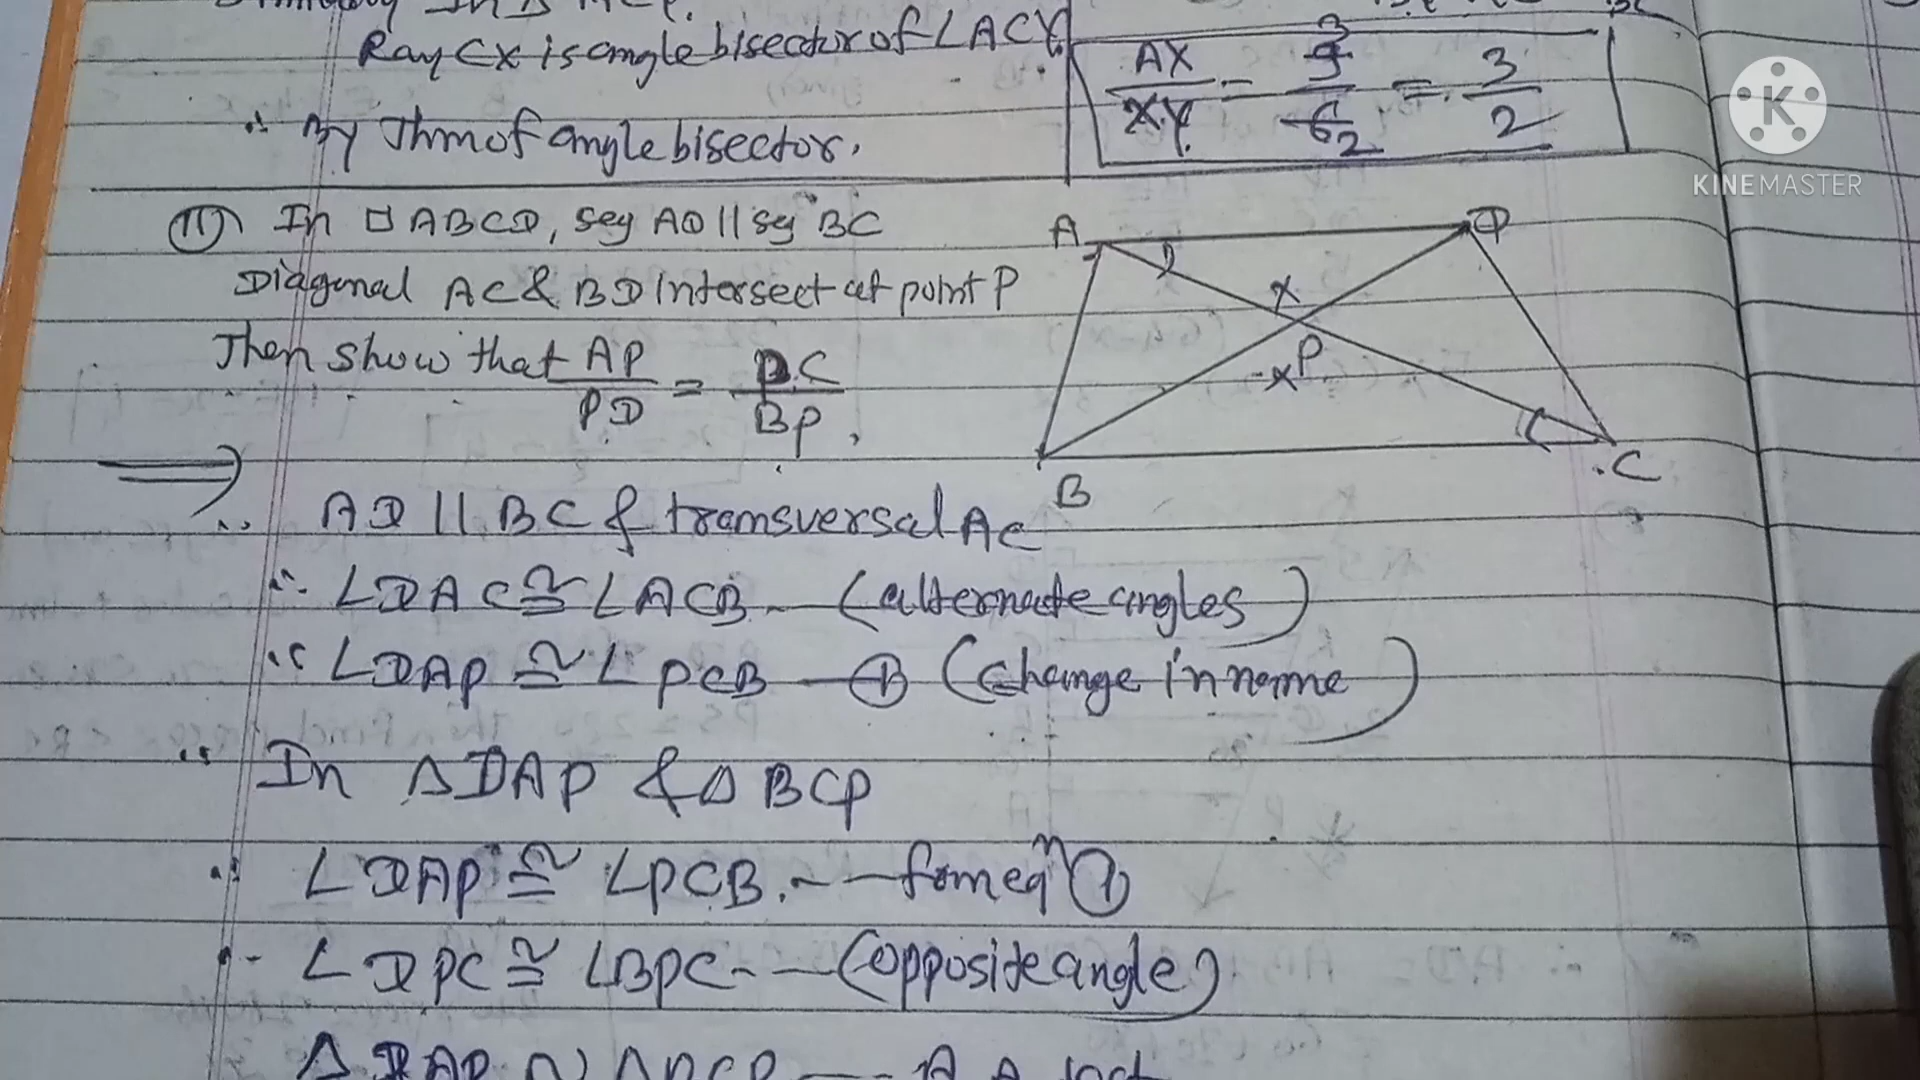 Ray CX is angle bisector of ∠ACY.
∴ By Thm of angle bisector.
AX/XY = 9/6 = 3/2
3
2
K
KINEMASTER
(11) In □ABCD, seg AD || seg BC
Diagonal AC & BD Intersect at point P
Then show that AP/PD = PC/BP.
A
D
x
P
x
B
C
⇒
∵ AD || BC & transversal AC
∴ ∠DAC ≅ ∠ACB - (alternate angles)
∴ ∠DAP ≅ ∠PCB — ① (Change in name)
∴ In ΔDAP & ΔBCP
∴ ∠DAP ≅ ∠PCB. - - from eqn ①
∴ ∠DPC ≅ ∠BPC - - (opposite angle)